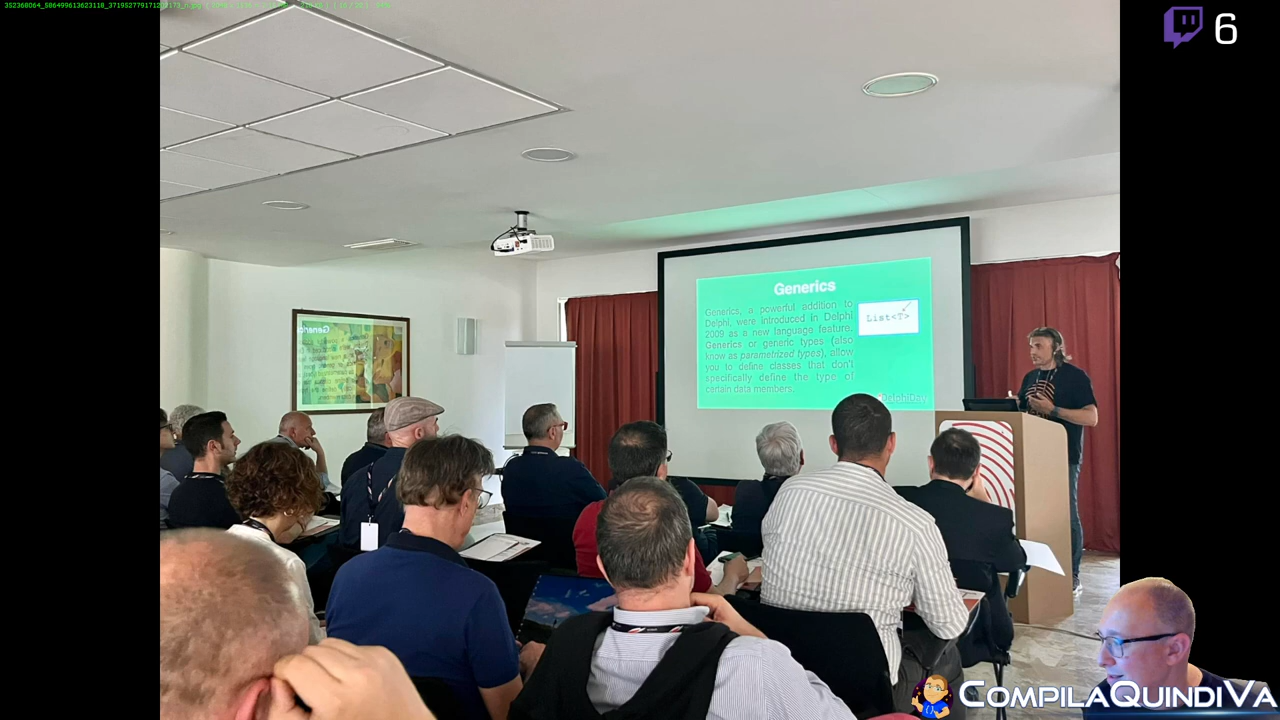 6
Generics
Generics, a powerful addition to
Delphi, were introduced in Delphi
2009 as a new language feature.
Generics or generic types (also
know as parametrized types), allow
you to define classes that don't
specifically define the type of
certain data members.
List<T>
DelphiDay
COMPILAQUINDIVA